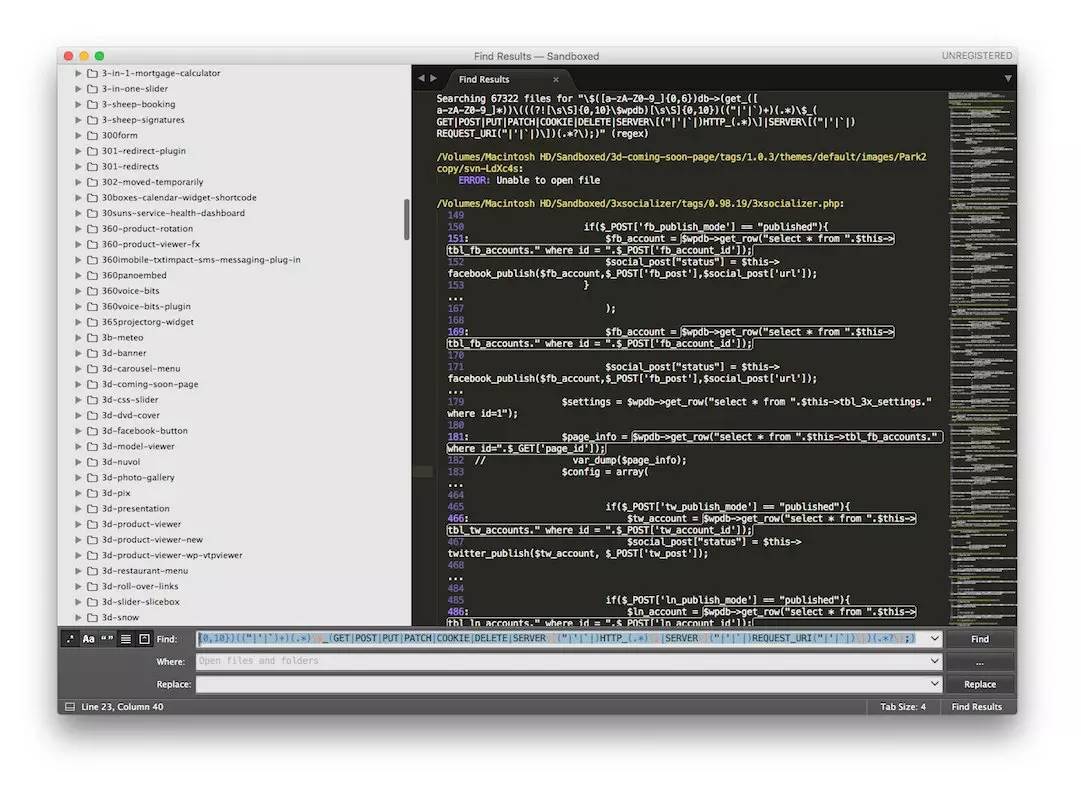 Find Results — Sandboxed
UNREGISTERED
3-in-1-mortgage-calculator
3-in-one-slider
3-sheep-booking
3-sheep-signatures
300form
301-redirect-plugin
301-redirects
302-moved-temporarily
30boxes-calendar-widget-shortcode
30suns-service-health-dashboard
360-product-rotation
360-product-viewer-fx
360imobile-txtimpact-sms-messaging-plug-in
360panoembed
360voice-bits
360voice-bits-plugin
365projectorg-widget
3b-meteo
3d-banner
3d-carousel-menu
3d-coming-soon-page
3d-css-slider
3d-dvd-cover
3d-facebook-button
3d-model-viewer
3d-nuvol
3d-photo-gallery
3d-pix
3d-presentation
3d-product-viewer
3d-product-viewer-new
3d-product-viewer-wp-vtpviewer
3d-restaurant-menu
3d-roll-over-links
3d-slider-slicebox
3d-snow
Find Results ×
Searching 67322 files for "\$([a-zA-Z0-9_]{0,6})db->(get_([
a-zA-Z0-9_]*))\(((?![\s\S]{0,10}\$wpdb)[\s\S]{0,10})(("|'|`)+)(.*)\$_(
GET|POST|PUT|PATCH|COOKIE|DELETE|SERVER\[("|'|`|)HTTP_(.*)\]|SERVER\[("|'|`|)
REQUEST_URI("|'|`|)\])(.*?\);)" (regex)
/Volumes/Macintosh HD/Sandboxed/3d-coming-soon-page/tags/1.0.3/themes/default/images/Park2
copy/svn-LdXc4s:
ERROR: Unable to open file
/Volumes/Macintosh HD/Sandboxed/3xsocializer/tags/0.98.19/3xsocializer.php:
149
150 if($_POST['fb_publish_mode'] == "published"){
151: $fb_account = $wpdb->get_row("select * from ".$this->
tbl_fb_accounts." where id = ".$_POST['fb_account_id']);
152 $social_post["status"] = $this->
facebook_publish($fb_account,$_POST['fb_post'],$social_post['url']);
153 }
...
167 );
168
169: $fb_account = $wpdb->get_row("select * from ".$this->
tbl_fb_accounts." where id = ".$_POST['fb_account_id']);
170
171 $social_post["status"] = $this->
facebook_publish($fb_account,$_POST['fb_post'],$social_post['url']);
...
179 $settings = $wpdb->get_row("select * from ".$this->tbl_3x_settings."
where id=1");
180
181: $page_info = $wpdb->get_row("select * from ".$this->tbl_fb_accounts."
where id=".$_GET['page_id']);
182 // var_dump($page_info);
183 $config = array(
...
464
465 if($_POST['tw_publish_mode'] == "published"){
466: $tw_account = $wpdb->get_row("select * from ".$this->
tbl_tw_accounts." where id = ".$_POST['tw_account_id']);
467 $social_post["status"] = $this->
twitter_publish($tw_account, $_POST['tw_post']);
468
...
484
485 if($_POST['ln_publish_mode'] == "published"){
486: $ln_account = $wpdb->get_row("select * from ".$this->
tbl_ln_accounts." where id = ".$_POST['ln_account_id']);
.* Aa “” Find: {0,10})(("|'|`)+)(.*)\$_(GET|POST|PUT|PATCH|COOKIE|DELETE|SERVER\[("|'|`|)HTTP_(.*)\]|SERVER\[("|'|`|)REQUEST_URI("|'|`|)\])(.*?\);) Find
Where: Open files and folders ...
Replace: Replace
Line 23, Column 40 Tab Size: 4 Find Results